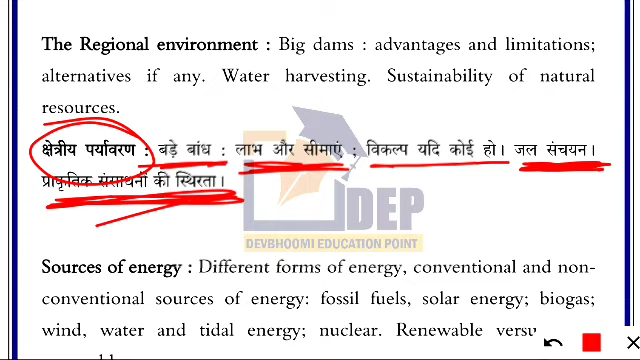 The Regional environment : Big dams : advantages and limitations;
alternatives if any. Water harvesting. Sustainability of natural
resources.
क्षेत्रीय पर्यावरण : बड़े बांध : लाभ और सीमाएं ; विकल्प यदि कोई हो। जल संचयन।
प्राकृतिक संसाधनों की स्थिरता।
DEP
DEVBHOOMI EDUCATION POINT
Sources of energy : Different forms of energy, conventional and non-
conventional sources of energy: fossil fuels, solar energy; biogas;
wind, water and tidal energy; nuclear. Renewable